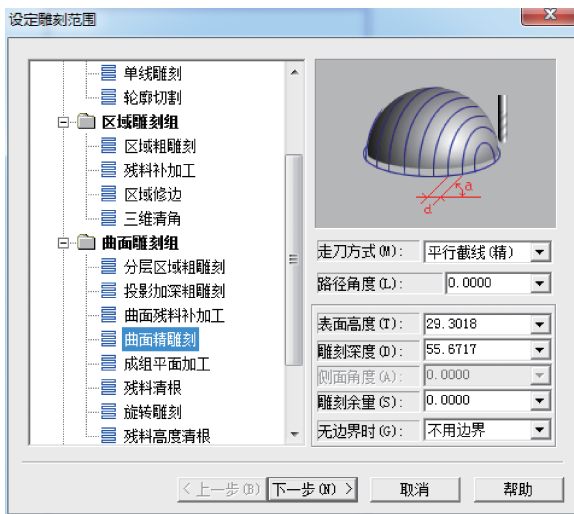 设定雕刻范围
x
单线雕刻
轮廓切割
区域雕刻组
区域粗雕刻
残料补加工
区域修边
三维清角
曲面雕刻组
分层区域粗雕刻
投影加深粗雕刻
曲面残料补加工
曲面精雕刻
成组平面加工
残料清根
旋转雕刻
残料高度清根
a
d
走刀方式(M): 平行截线(精)
路径角度(L): 0.0000
表面高度(T): 29.3018
雕刻深度(D): 55.6717
侧面角度(A): 0.0000
雕刻余量(S): 0.0000
无边界时(G): 不用边界
< 上一步(B) 下一步(N) > 取消 帮助